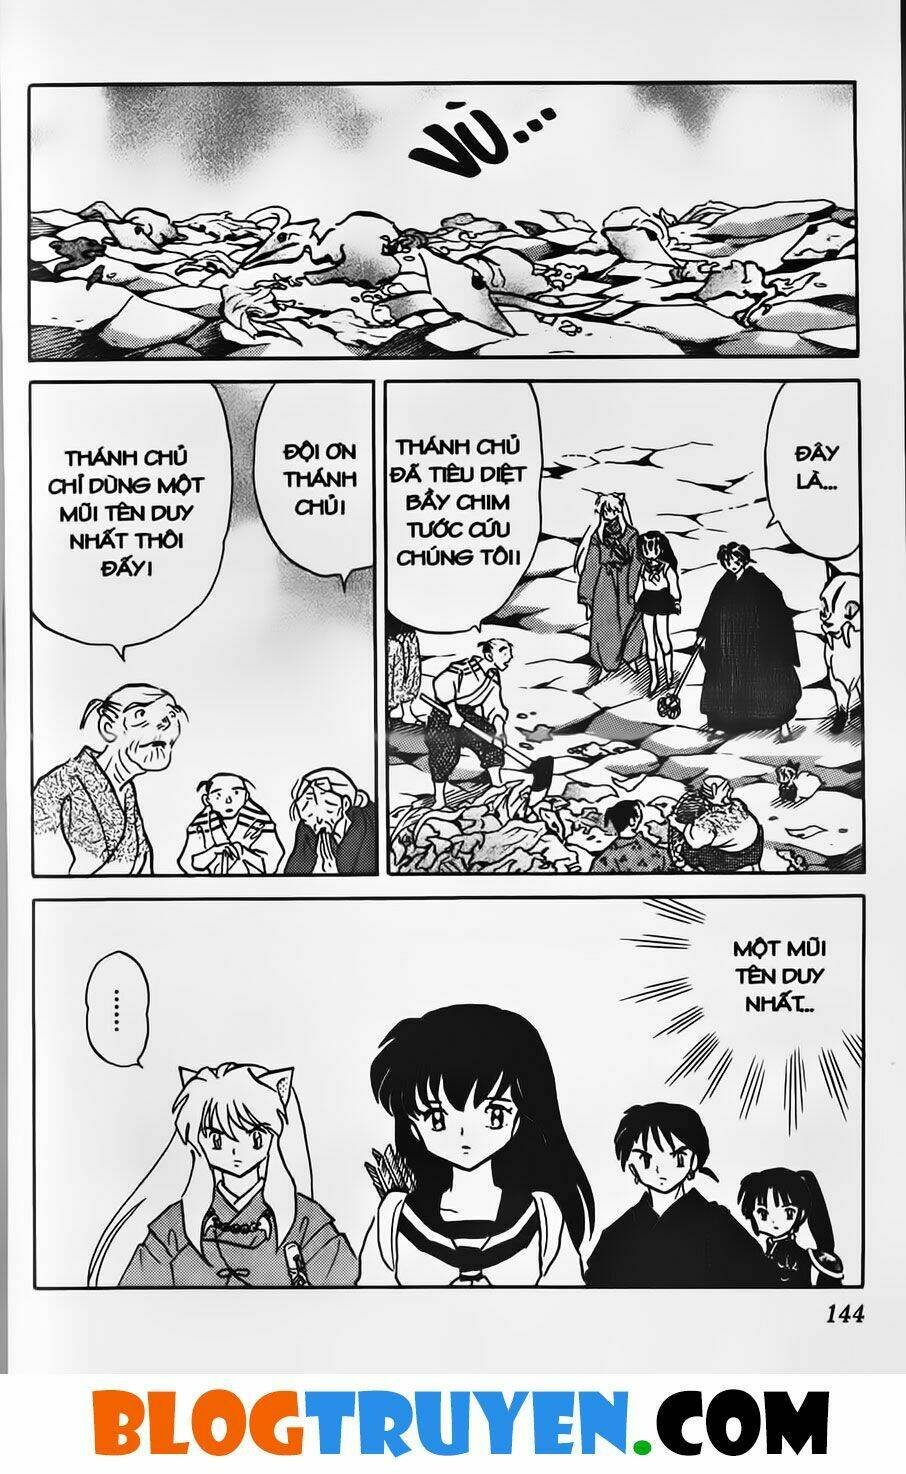 VÙ...
ĐÂY
LÀ...
THÁNH CHỦ
ĐÃ TIÊU DIỆT
BẦY CHIM
TƯỚC CỨU
CHÚNG TÔI!
ĐỘI ƠN
THÁNH
CHỦ!
THÁNH CHỦ
CHỈ DÙNG MỘT
MŨI TÊN DUY
NHẤT THÔI
ĐẤY!
MỘT MŨI
TÊN DUY
NHẤT...
.......
144
BLOGTRUYEN.COM